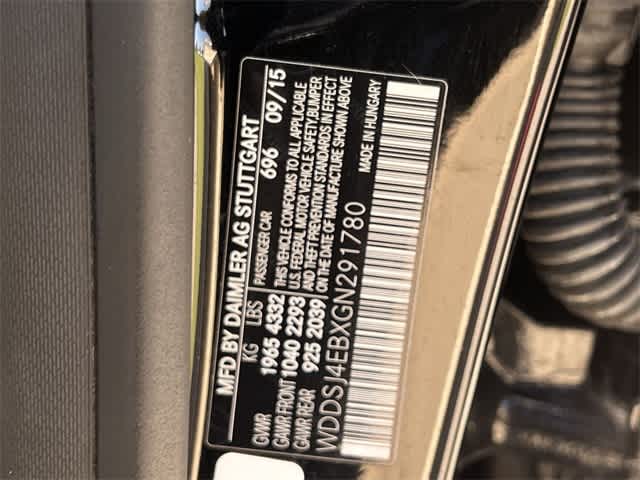 MFD BY DAIMLER AG STUTTGART
KG LBS PASSENGER CAR 696 09/15
GVWR 1965 4332 THIS VEHICLE CONFORMS TO ALL APPLICABLE
GAWR FRONT 1040 2293 U.S. FEDERAL MOTOR VEHICLE SAFETY,BUMPER
GAWR REAR 925 2039 AND THEFT PREVENTION STANDARDS IN EFFECT
ON THE DATE OF MANUFACTURE SHOWN ABOVE
WDDSJ4EBXGN291780 MADE IN HUNGARY